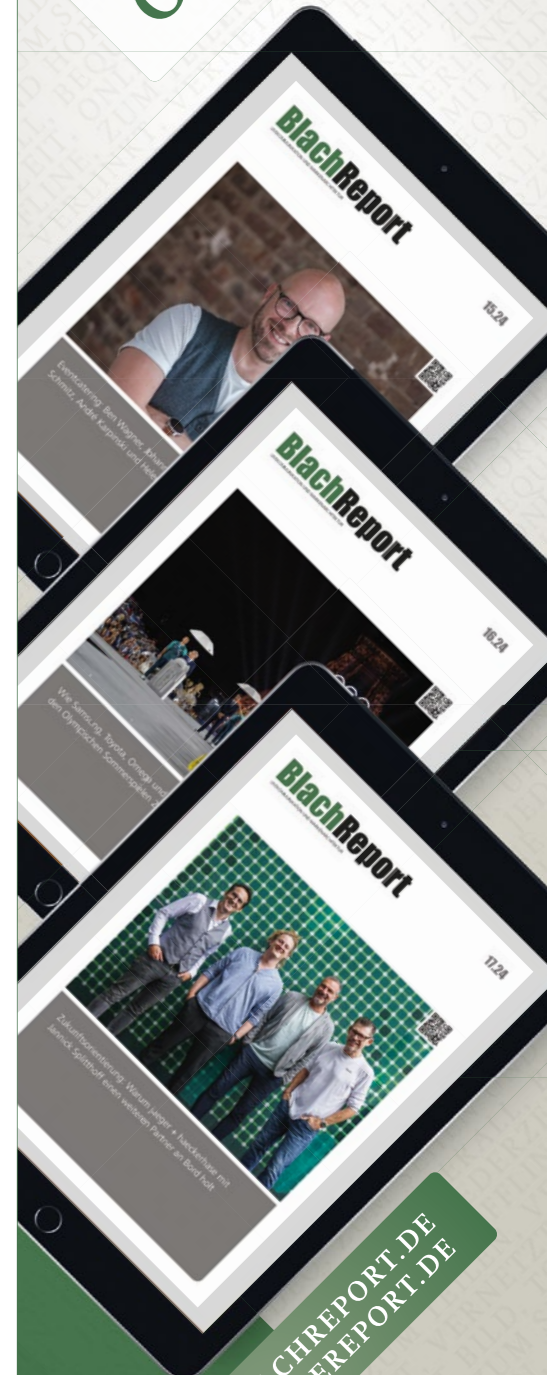 BlachReport
15.24
Eventcatering: Ben Wagner, Johann
Schmitz, André Karpinski und Hele
BlachReport
16.24
Wie Samsung, Toyota, Omega und
den Olympischen Sommerspielen
BlachReport
17.24
Zukunftsorientierung: Warum jaeger + haeckerhase mit
Jannick Splitthoff einen weiteren Partner an Bord holt
CHREPORT.DE
EREPORT.DE